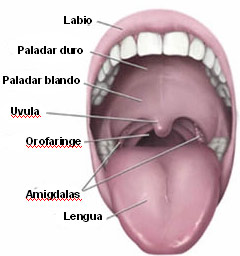 Labio
Paladar duro
Paladar blando
Uvula
Orofaringe
Amigdalas
Lengua